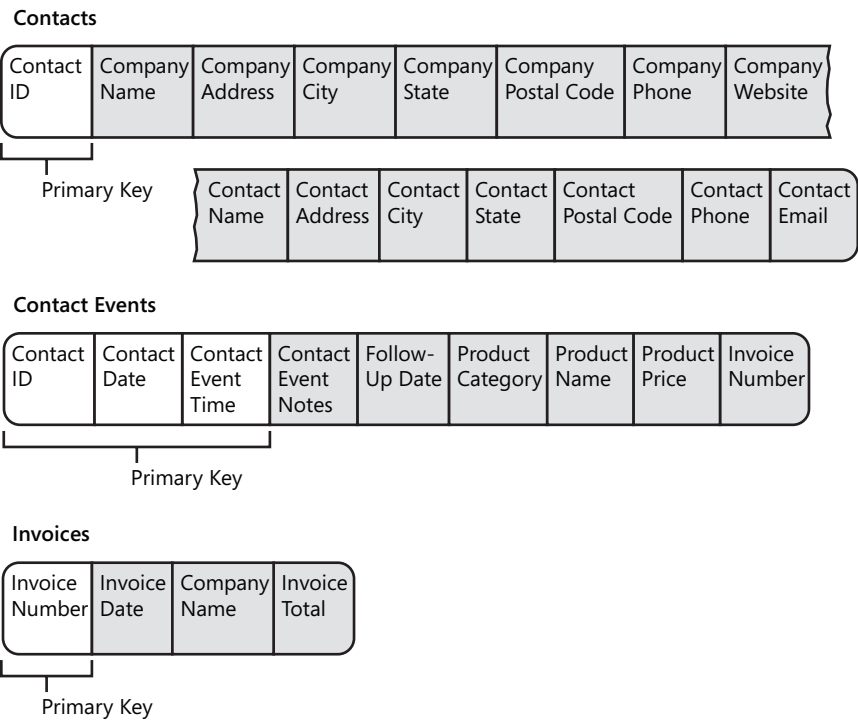 Contacts
Contact Company Company Company Company Company Company Company
ID Name Address City State Postal Code Phone Website
Primary Key
Contact Contact Contact Contact Contact Contact Contact
Name Address City State Postal Code Phone Email
Contact Events
Contact Contact Contact Contact Follow- Product Product Product Invoice
ID Date Event Event Up Date Category Name Price Number
Time Notes
Primary Key
Invoices
Invoice Invoice Company Invoice
Number Date Name Total
Primary Key